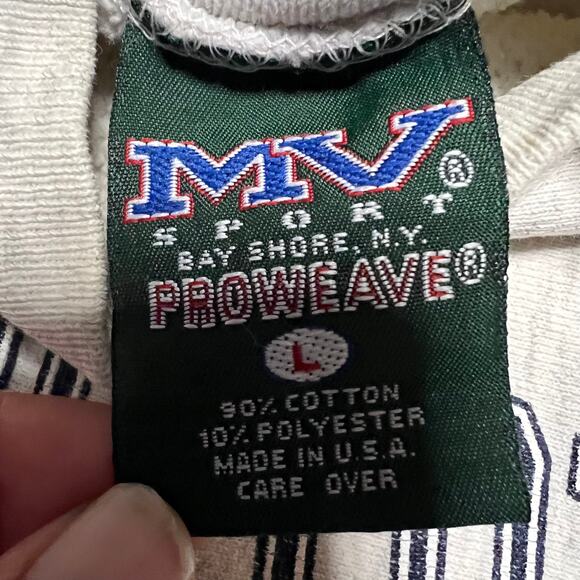 MV®
SPORT
BAY SHORE, N.Y.
PROWEAVE®
L
90% COTTON
10% POLYESTER
MADE IN U.S.A.
CARE OVER